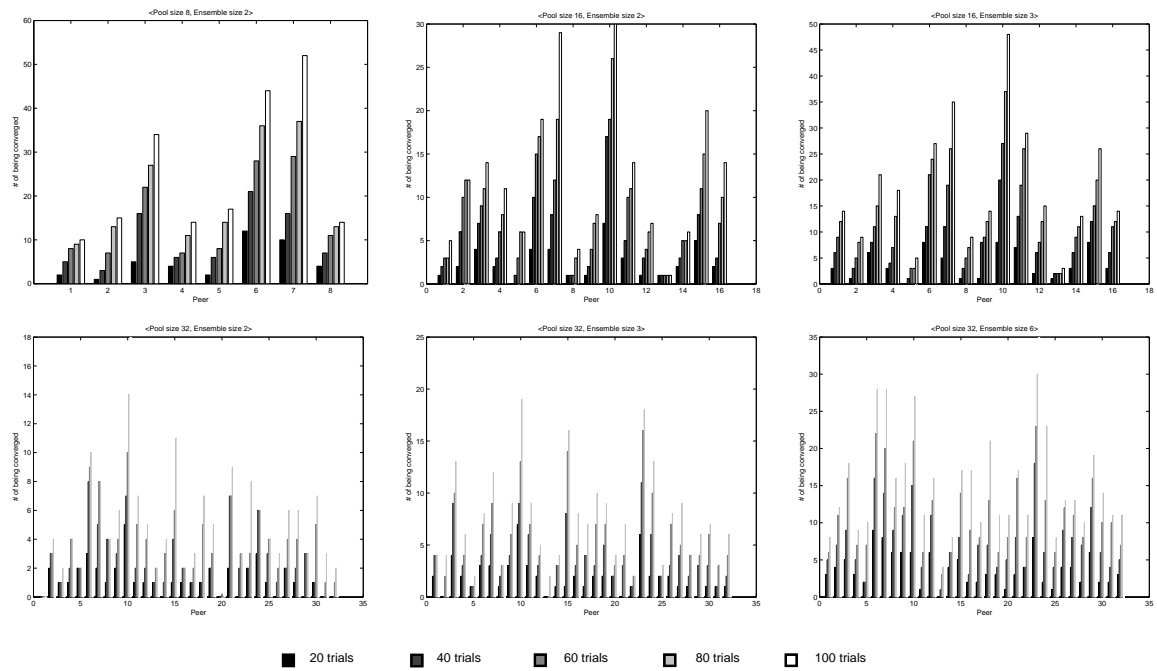 <Pool size 8, Ensemble size 2>
60
50
40
30
20
10
0
# of being converged
1 2 3 4 5 6 7 8
Peer
<Pool size 16, Ensemble size 2>
30
25
20
15
10
5
0
# of being converged
0 2 4 6 8 10 12 14 16 18
Peer
<Pool size 16, Ensemble size 3>
50
45
40
35
30
25
20
15
10
5
0
# of being converged
0 2 4 6 8 10 12 14 16 18
Peer
<Pool size 32, Ensemble size 2>
18
16
14
12
10
8
6
4
2
0
# of being converged
0 5 10 15 20 25 30 35
Peer
<Pool size 32, Ensemble size 3>
25
20
15
10
5
0
# of being converged
0 5 10 15 20 25 30 35
Peer
<Pool size 32, Ensemble size 6>
35
30
25
20
15
10
5
0
# of being converged
0 5 10 15 20 25 30 35
Peer
20 trials 40 trials 60 trials 80 trials 100 trials